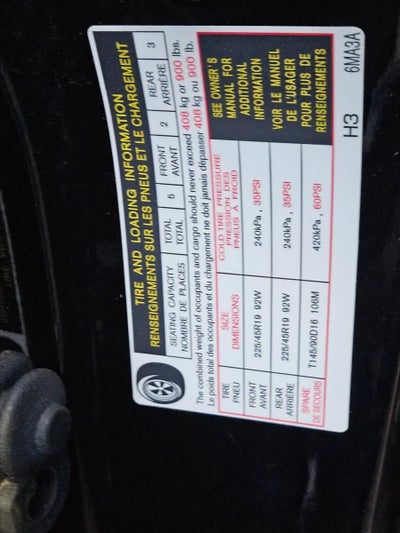 TIRE AND LOADING INFORMATION
RENSEIGNEMENTS SUR LES PNEUS ET LE CHARGEMENT
SEATING CAPACITY TOTAL 5 FRONT 2 REAR 3
NOMBRE DE PLACES TOTAL AVANT ARRIÈRE
The combined weight of occupants and cargo should never exceed 408 kg or 900 lbs.
Le poids total des occupants et du chargement ne doit jamais dépasser 408 kg ou 900 lb.
TIRE SIZE COLD TIRE PRESSURE
PNEU DIMENSIONS PRESSION DES PNEUS À FROID
FRONT AVANT 225/45R19 92W 240kPa, 35PSI
REAR ARRIÈRE 225/45R19 92W 240kPa, 35PSI
SPARE DE SECOURS T145/90D16 106M 420kPa, 60PSI
SEE OWNER'S
MANUAL FOR
ADDITIONAL
INFORMATION
VOIR LE MANUEL
DE L'USAGER
POUR PLUS DE
RENSEIGNEMENTS
H3 6MA3A